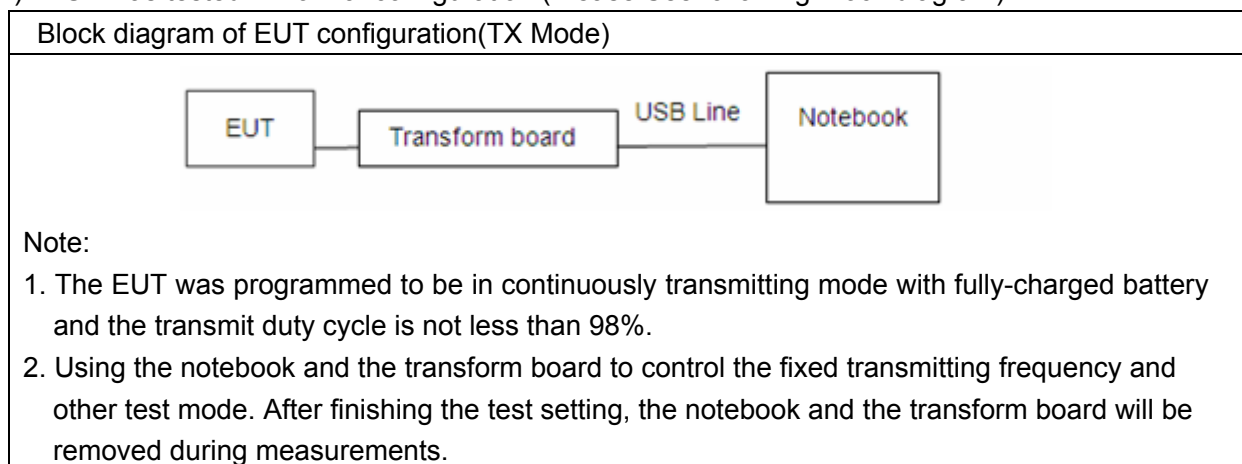 Block diagram of EUT configuration(TX Mode)
EUT
Transform board
USB Line
Notebook
Note:
1. The EUT was programmed to be in continuously transmitting mode with fully-charged battery
and the transmit duty cycle is not less than 98%.
2. Using the notebook and the transform board to control the fixed transmitting frequency and
other test mode. After finishing the test setting, the notebook and the transform board will be
removed during measurements.